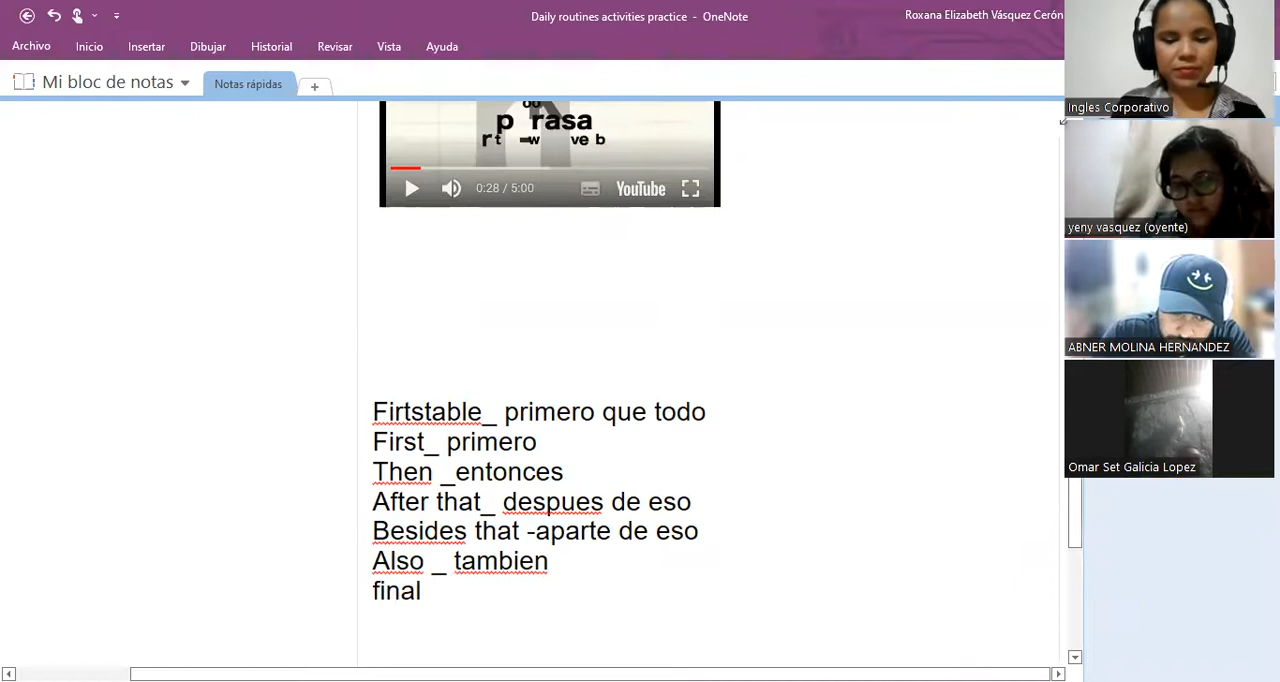 Daily routines activities practice - OneNote
Roxana Elizabeth Vásquez Cerón
Archivo
Inicio
Insertar
Dibujar
Historial
Revisar
Vista
Ayuda
Mi bloc de notas
Notas rápidas
+
Ingles Corporativo
yeny vasquez (oyente)
ABNER MOLINA HERNANDEZ
Omar Set Galicia Lopez
0:28 / 5:00
YouTube
Firtstable_ primero que todo
First_ primero
Then _entonces
After that_ despues de eso
Besides that -aparte de eso
Also _ tambien
final